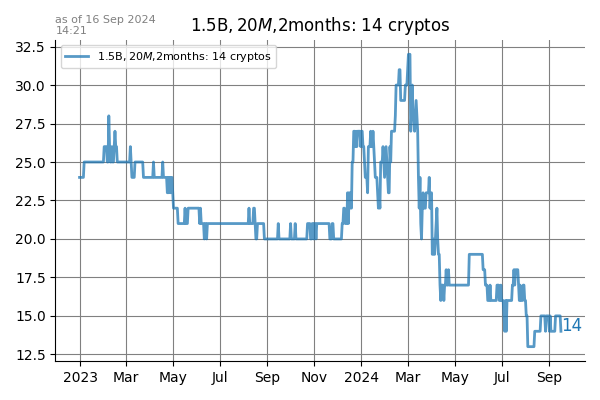 as of 16 Sep 2024
14:21
1.5B, 20M,2months: 14 cryptos
1.5B, 20M,2months: 14 cryptos
32.5
30.0
27.5
25.0
22.5
20.0
17.5
15.0
12.5
14
2023 Mar May Jul Sep Nov 2024 Mar May Jul Sep